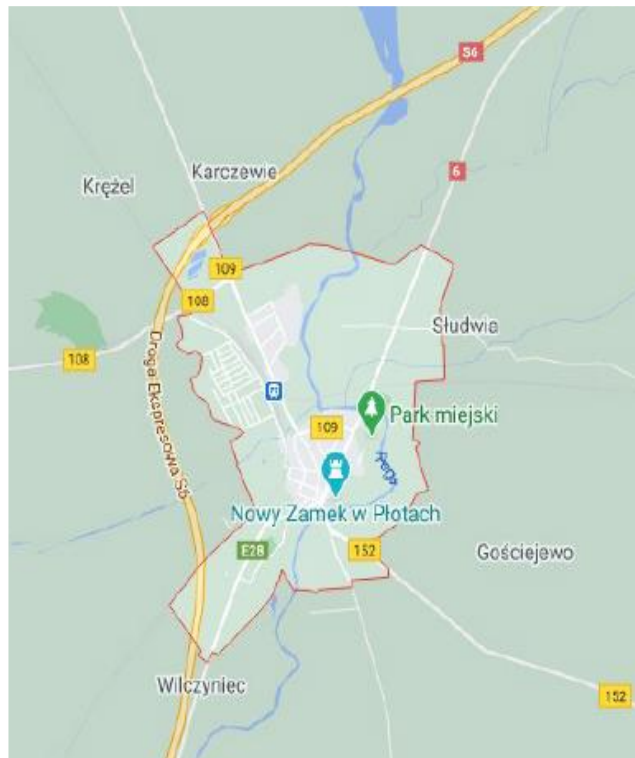 S6
6
Karczewie
Krężel
109
108
Słudwia
108
Droga Ekspresowa S6
Park miejski
109
Rega
Nowy Zamek w Płotach
E28
152
Gościejewo
Wilczyniec
152